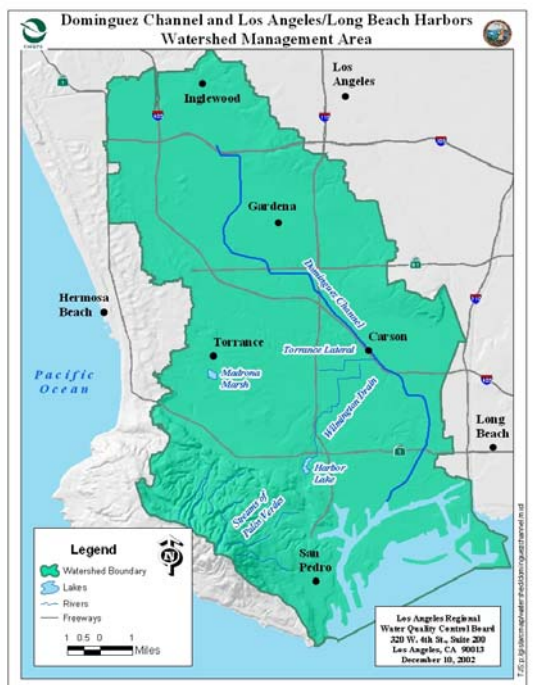 Dominguez Channel and Los Angeles/Long Beach Harbors
Watershed Management Area
Los
Angeles
Inglewood
Gardena
Dominguez Channel
Hermosa
Beach
Torrance
Torrance Lateral
Carson
Madrona
Marsh
Wilmington Drain
Pacific
Ocean
Long
Beach
Harbor
Lake
Streams of
Palos Verdes
San
Pedro
Legend
Watershed Boundary
Lakes
Rivers
Freeways
1 0.5 0 1
Miles
N
Los Angeles Regional
Water Quality Control Board
320 W. 4th St., Suite 200
Los Angeles, CA 90013
December 10, 2002